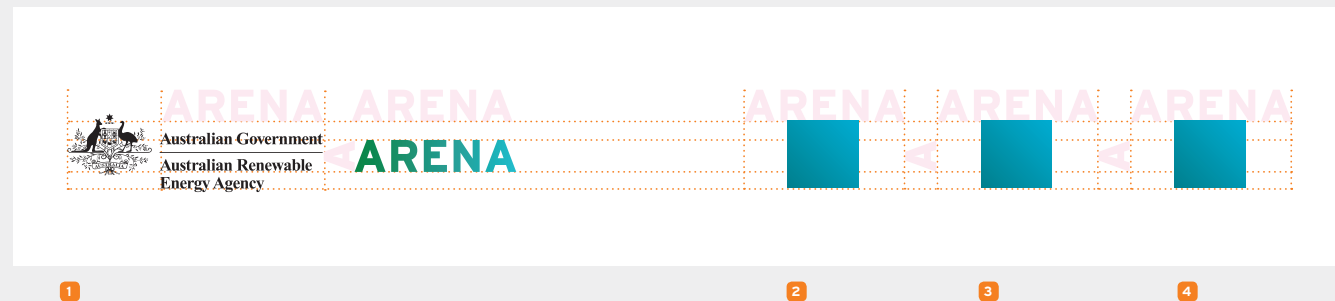 ARENA ARENA ARENA ARENA ARENA
Australian Government
Australian Renewable
Energy Agency
A ARENA A A
1 2 3 4